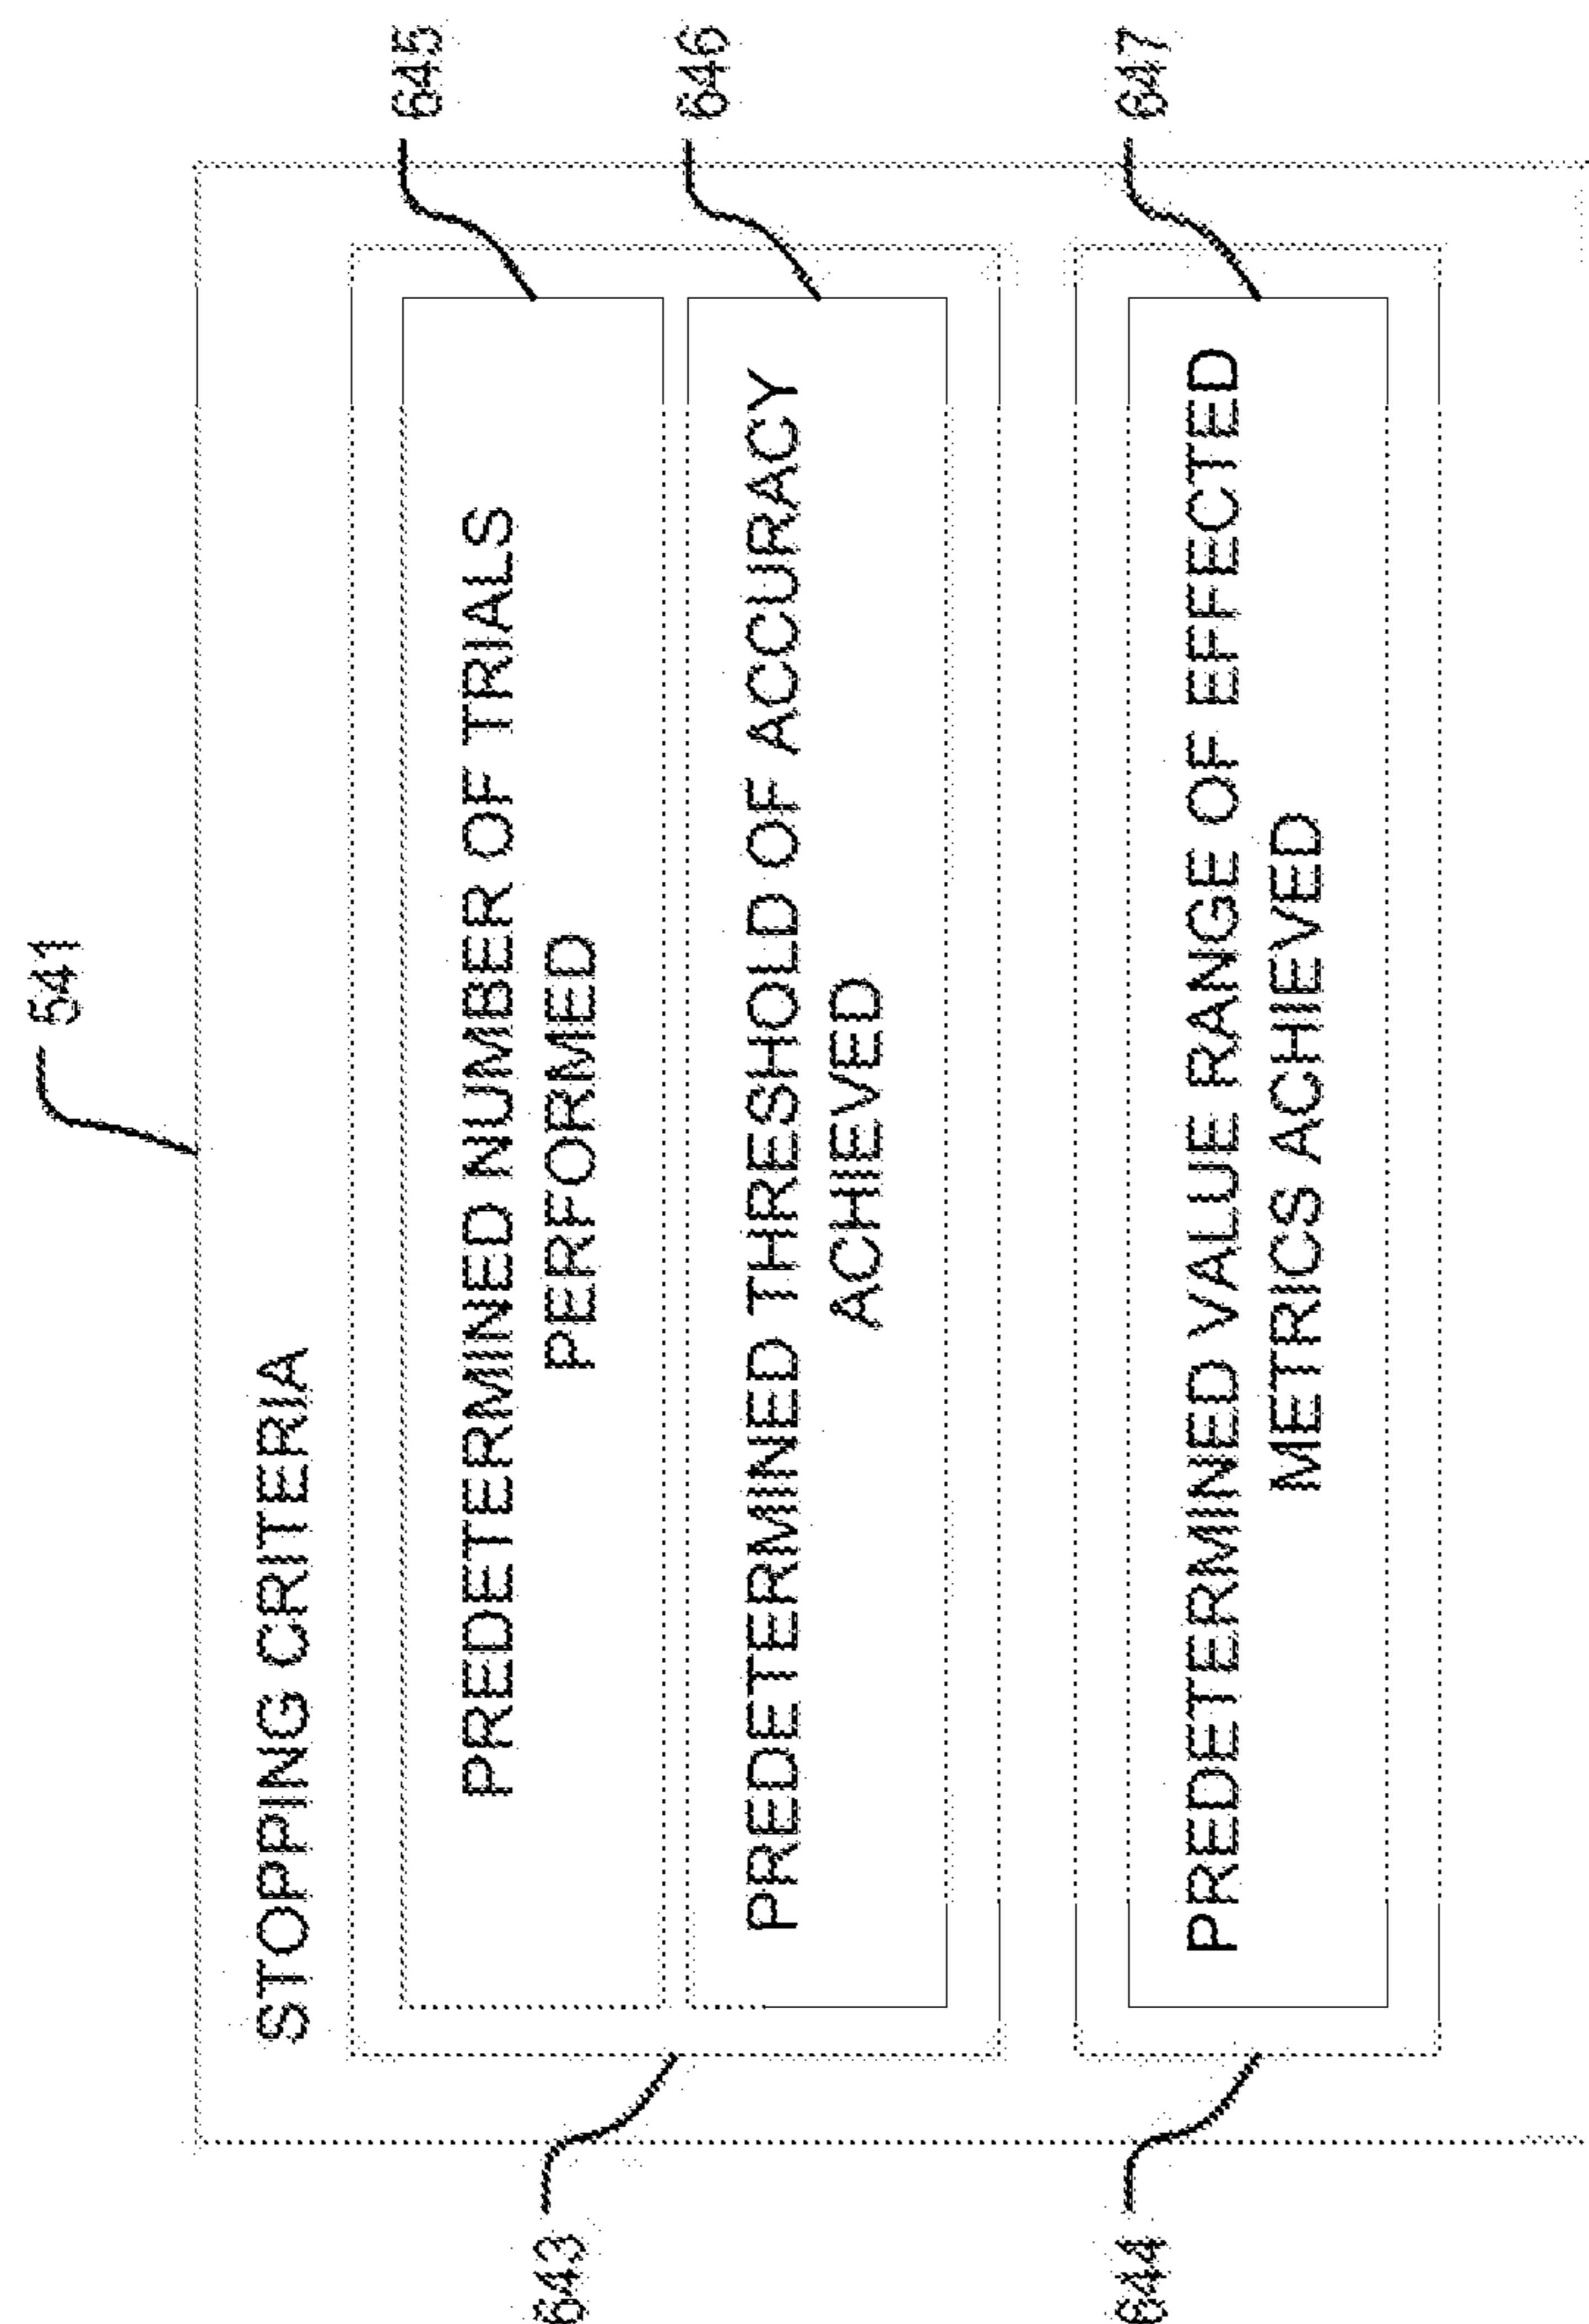 541
STOPPING CRITERIA
645
PREDETERMINED NUMBER OF TRIALS
PERFORMED
643
646
PREDETERMINED THRESHOLD OF ACCURACY
ACHIEVED
644
647
PREDETERMINED VALUE RANGE OF EFFECTED
METRICS ACHIEVED